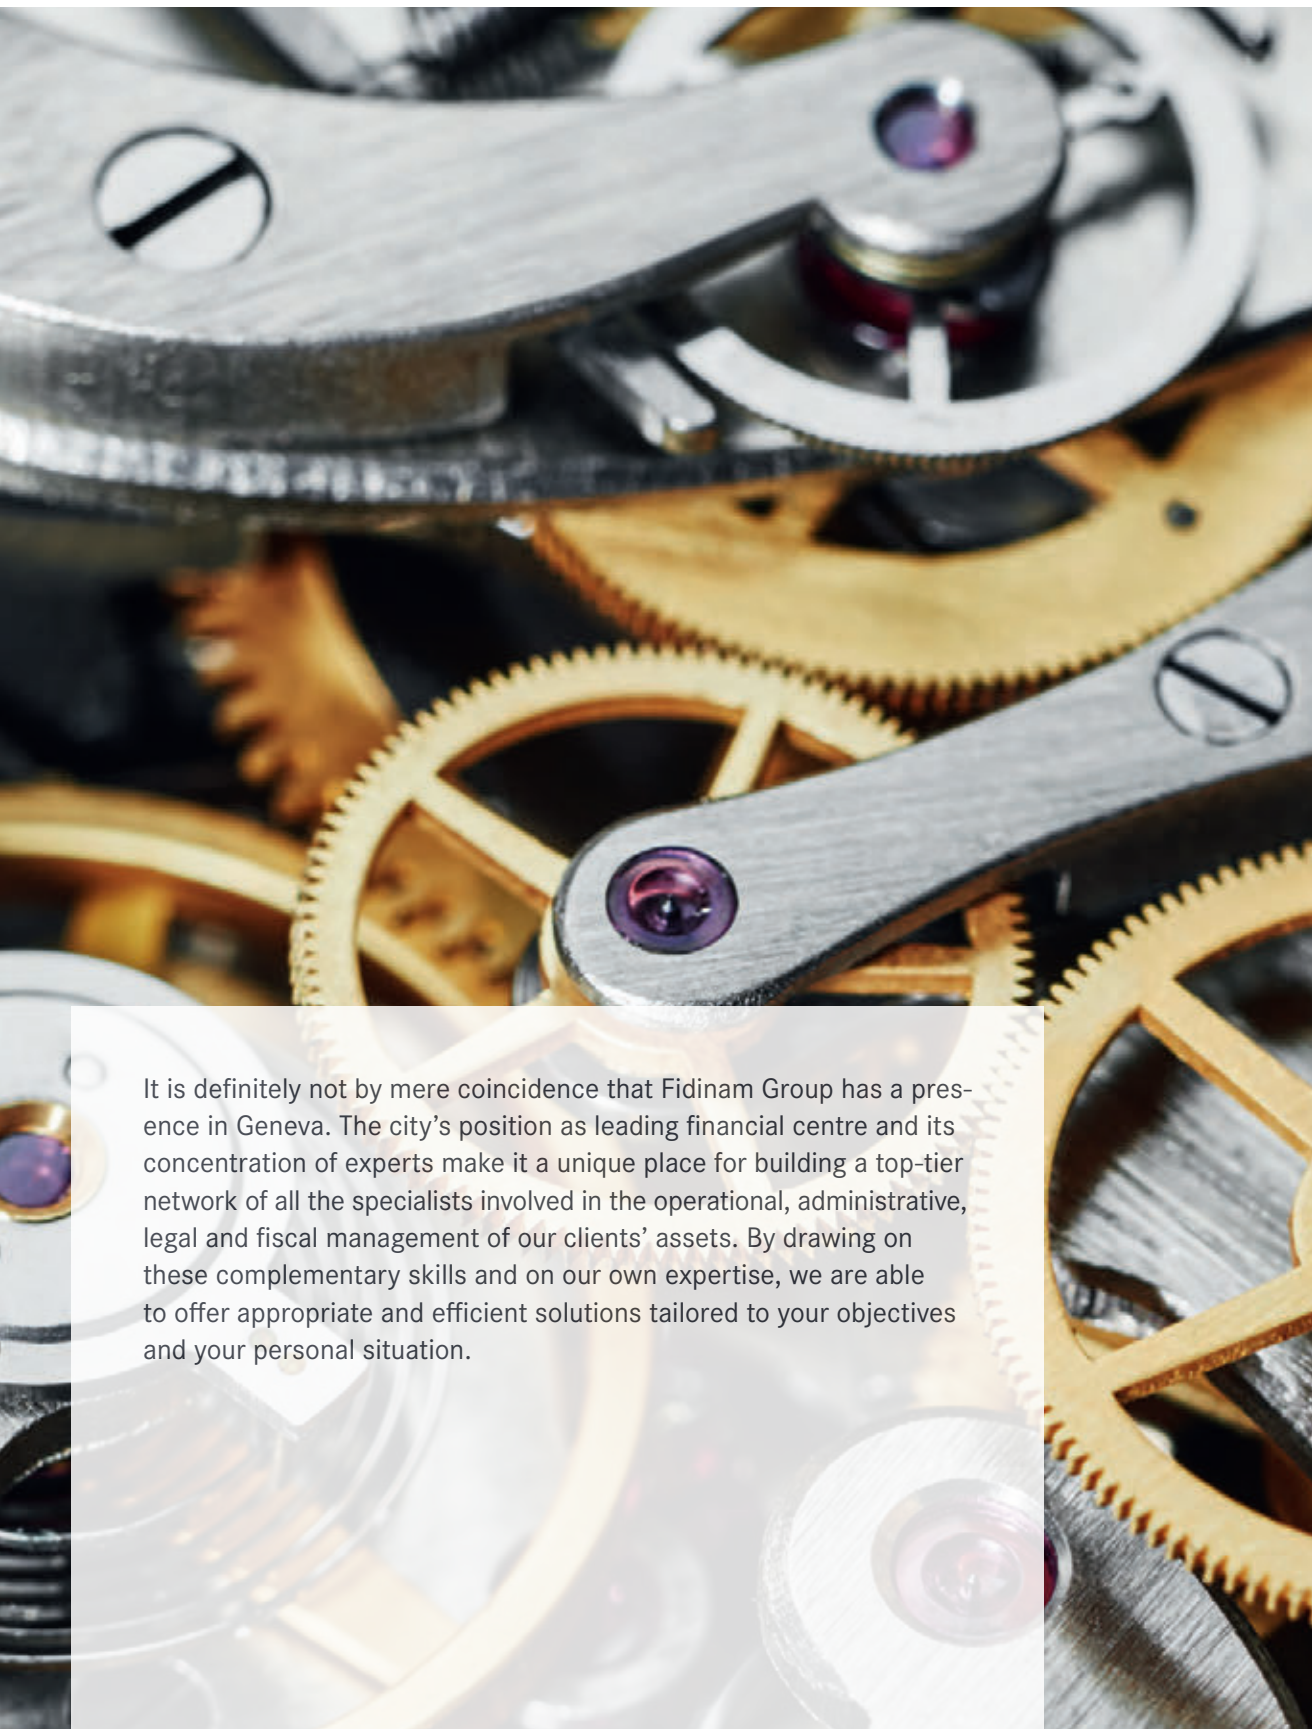 It is definitely not by mere coincidence that Fidinam Group has a pres-
ence in Geneva. The city’s position as leading financial centre and its
concentration of experts make it a unique place for building a top-tier
network of all the specialists involved in the operational, administrative,
legal and fiscal management of our clients’ assets. By drawing on
these complementary skills and on our own expertise, we are able
to offer appropriate and efficient solutions tailored to your objectives
and your personal situation.